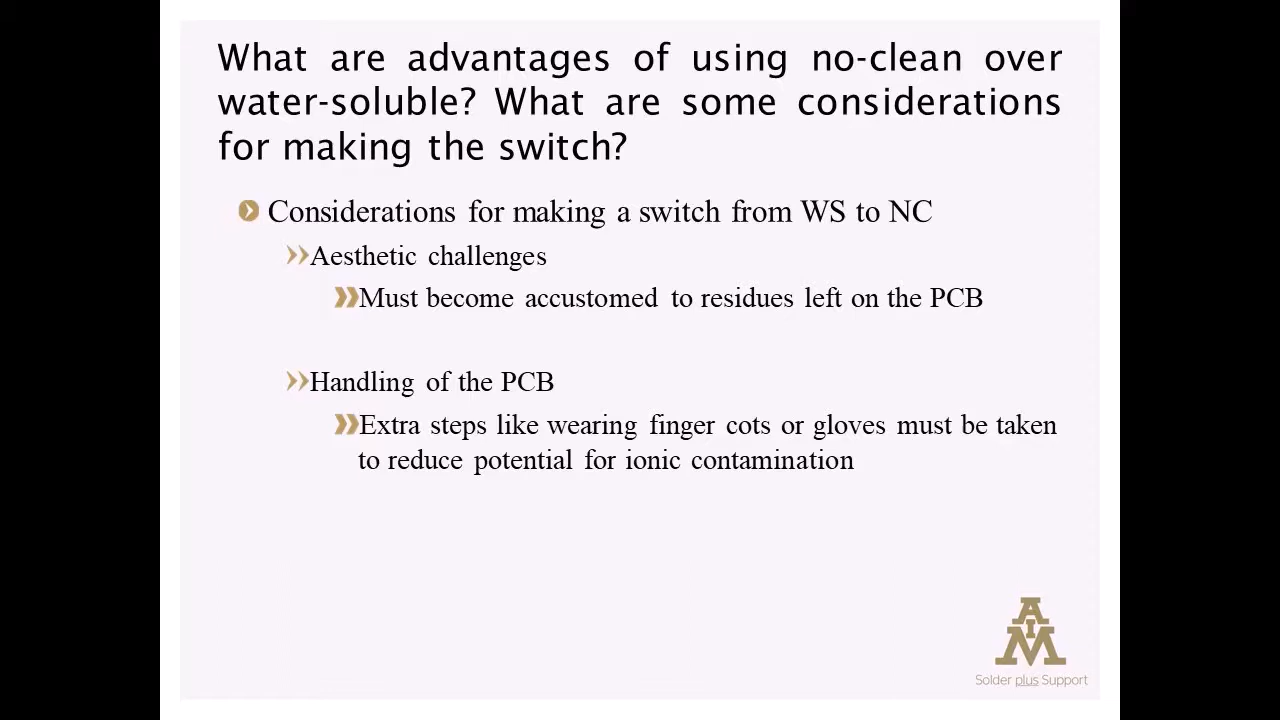 What are advantages of using no-clean over
water-soluble? What are some considerations
for making the switch?
Considerations for making a switch from WS to NC
Aesthetic challenges
Must become accustomed to residues left on the PCB
Handling of the PCB
Extra steps like wearing finger cots or gloves must be taken
to reduce potential for ionic contamination
AIM
Solder plus Support